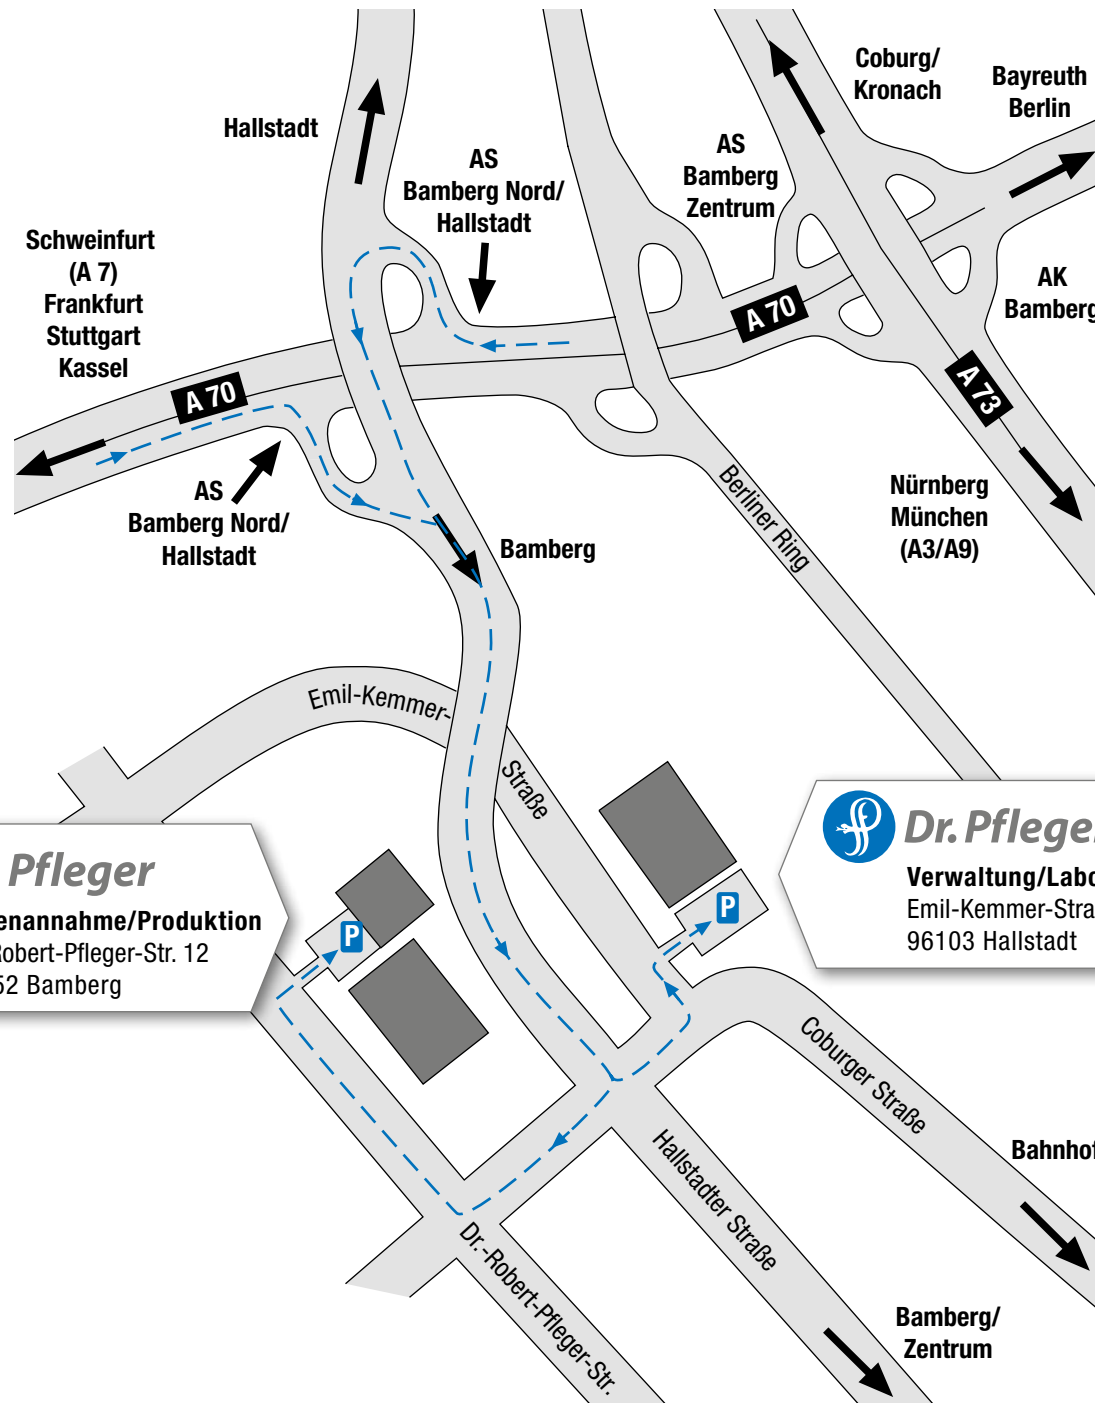 Coburg/
Kronach
Bayreuth
Berlin
Hallstadt
AS
Bamberg
Zentrum
AS
Bamberg Nord/
Hallstadt
Schweinfurt
(A 7)
Frankfurt
Stuttgart
Kassel
AK
Bamberg
A 70
A 70
A 73
AS
Bamberg Nord/
Hallstadt
Berliner Ring
Nürnberg
München
(A3/A9)
Bamberg
Emil-Kemmer-
Straße
Pfleger
enannahme/Produktion
Robert-Pfleger-Str. 12
52 Bamberg
P
P
Dr. Pfleger
Verwaltung/Labo
Emil-Kemmer-Stra
96103 Hallstadt
Coburger Straße
Hallstadter Straße
Bahnhof
Dr.-Robert-Pfleger-Str.
Bamberg/
Zentrum